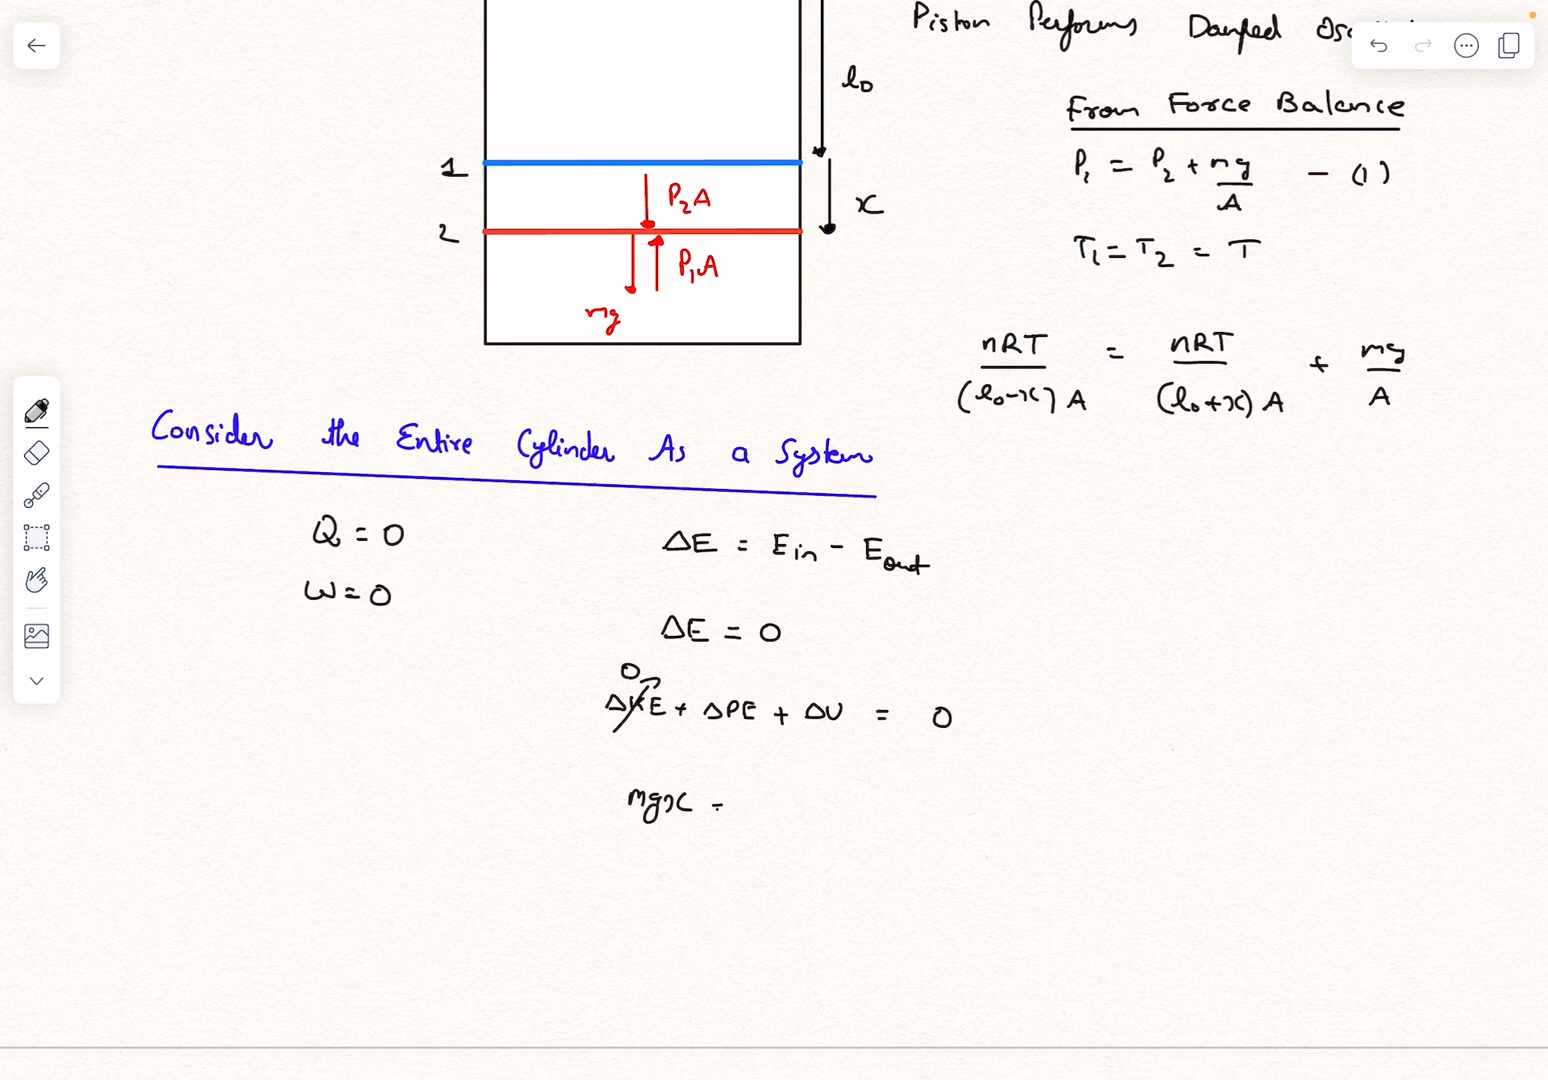 Piston Performs Damped
l₀
From Force Balance
1
P₁ = P₂ + mg/A - (1)
P₂A
x
2
T₁ = T₂ = T
P₁A
mg
nRT/(l₀-x)A = nRT/(l₀+x)A + mg/A
Consider the Entire Cylinder As a System
Q = 0
ΔE = Ein - Eout
W = 0
ΔE = 0
0
ΔKE + ΔPE + ΔU = 0
mgx =